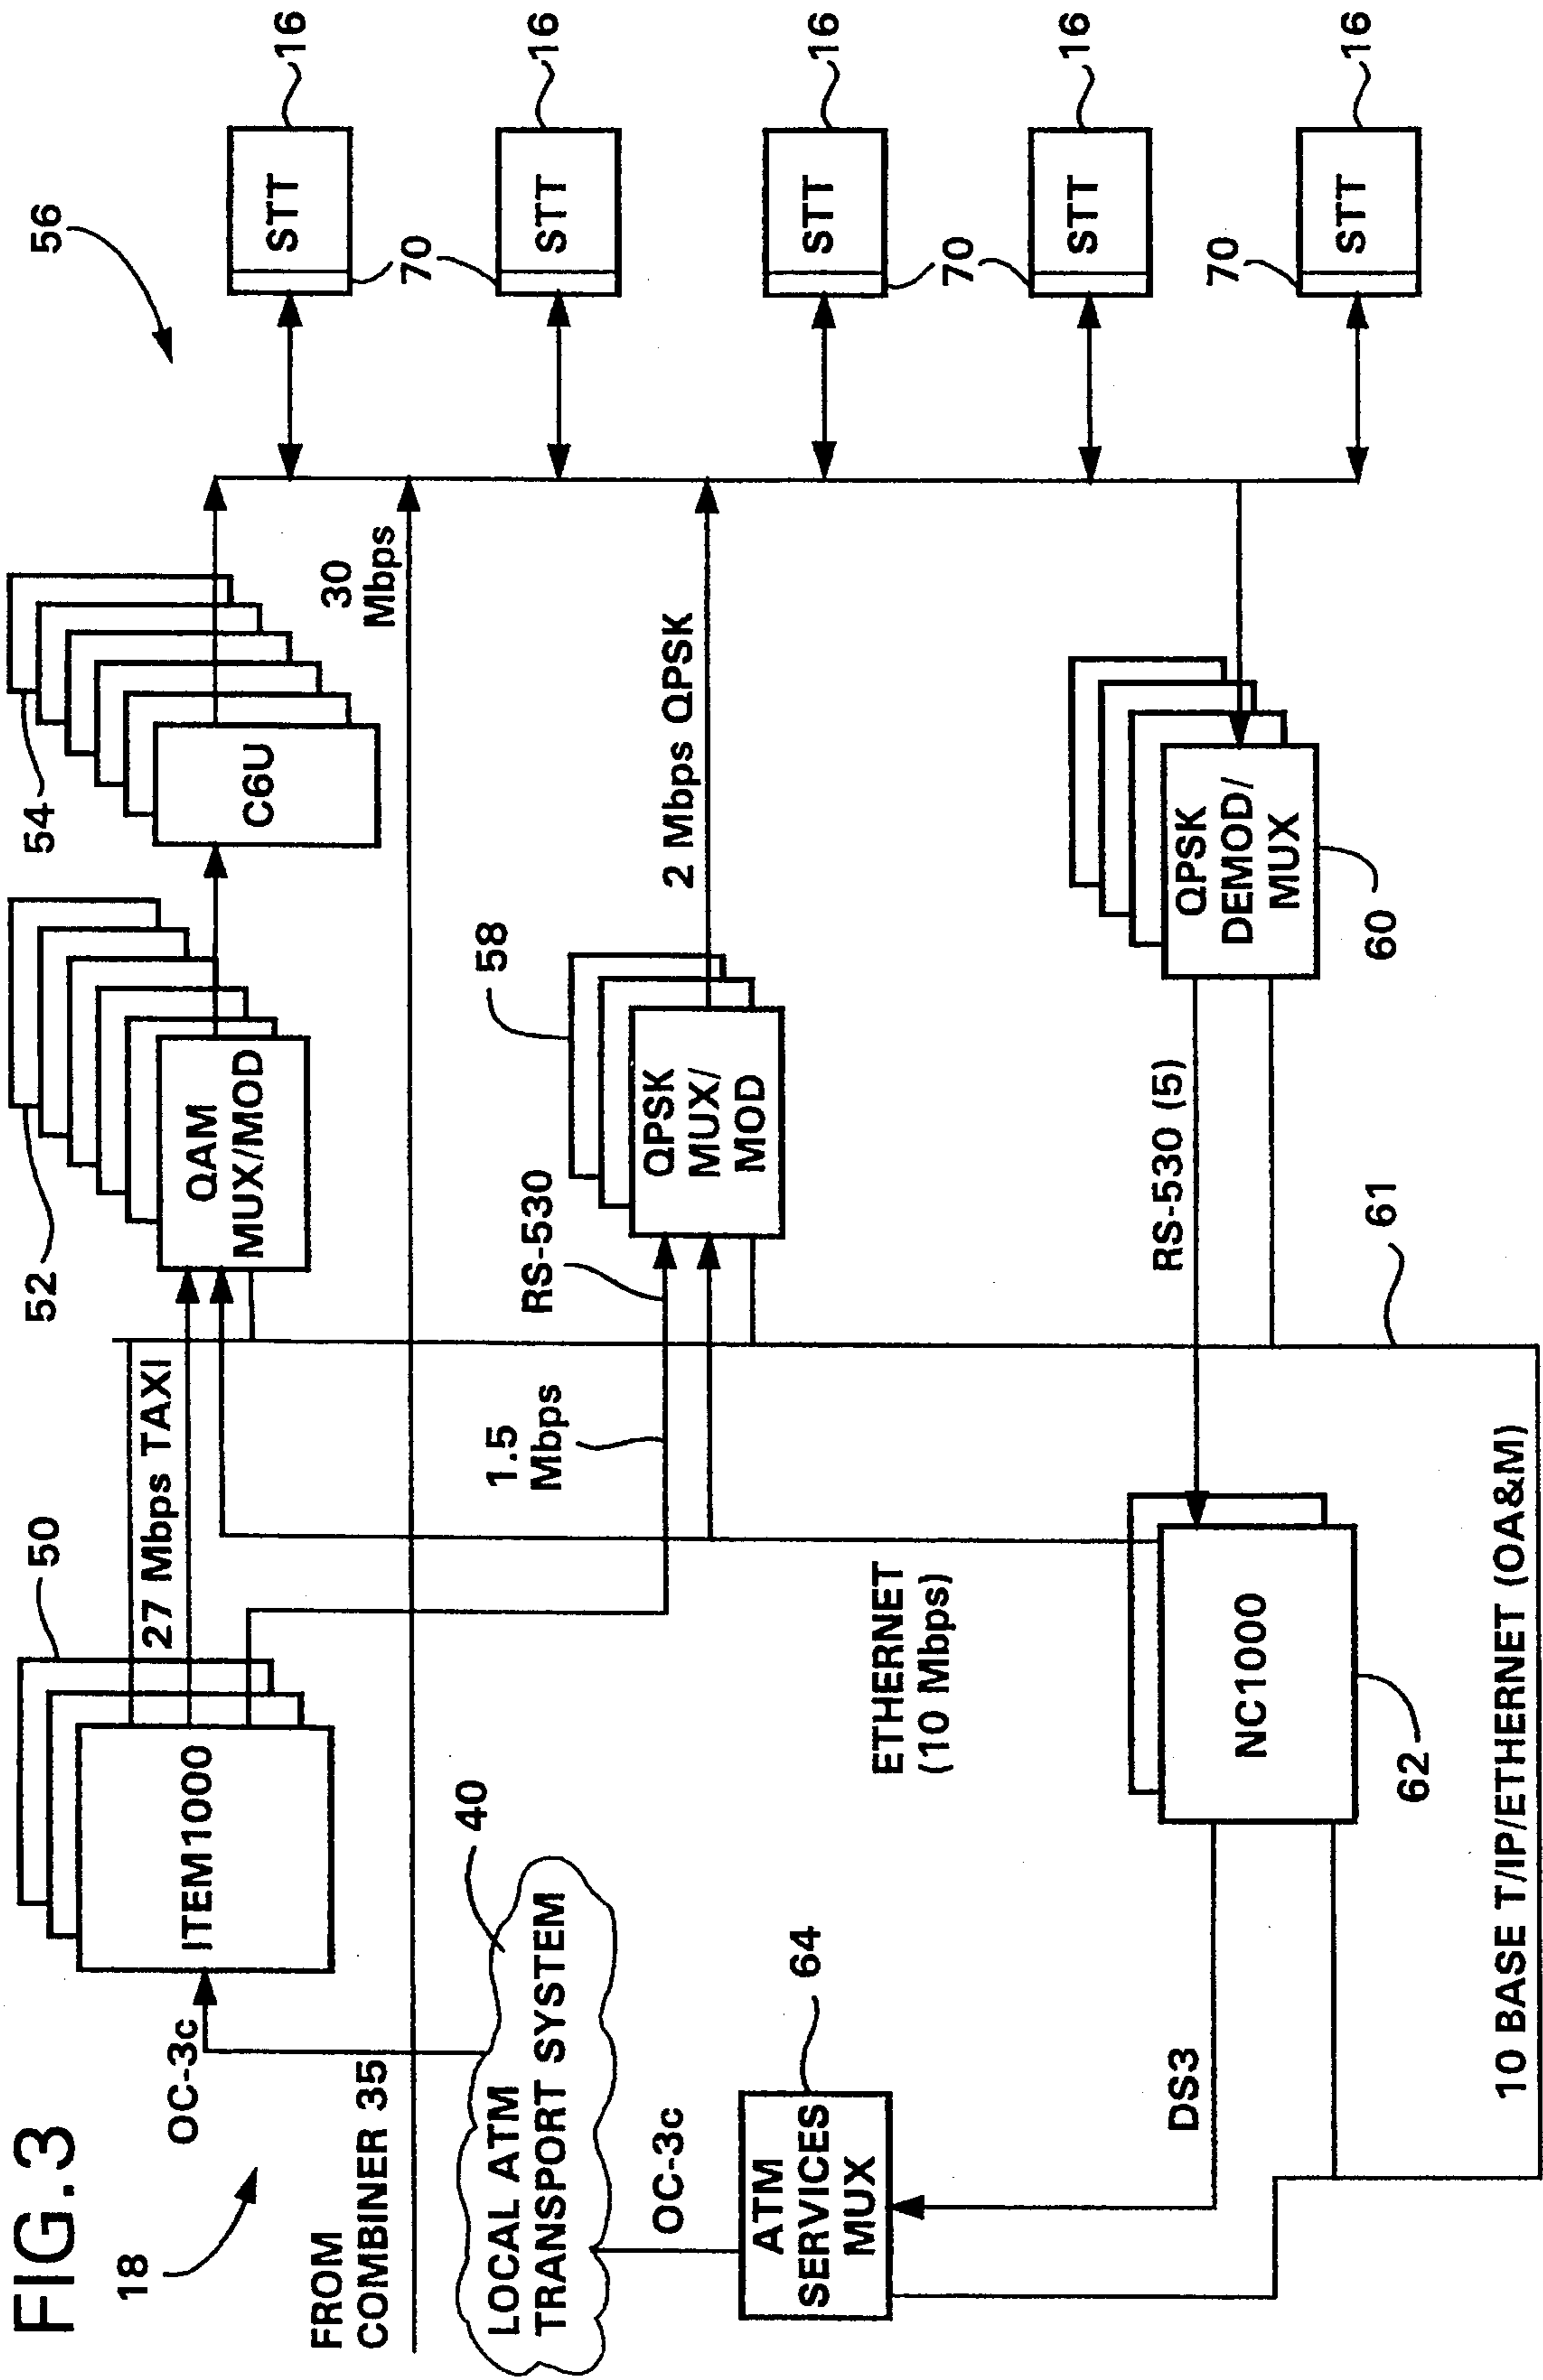 FIG.3
18
OC-3c
ITEM1000
50
27 Mbps TAXI
52
QAM
MUX/MOD
54
C6U
56
FROM
COMBINER 35
30
Mbps
40
LOCAL ATM
TRANSPORT SYSTEM
1.5
Mbps
RS-530
58
QPSK
MUX/
MOD
2 Mbps QPSK
OC-3c
64
ATM
SERVICES
MUX
ETHERNET
(10 Mbps)
DS3
NC1000
62
RS-530 (5)
61
QPSK
DEMOD/
MUX
60
10 BASE T/IP/ETHERNET (OA&M)
STT
16
70
STT
16
STT
16
70
STT
16
70
STT
16